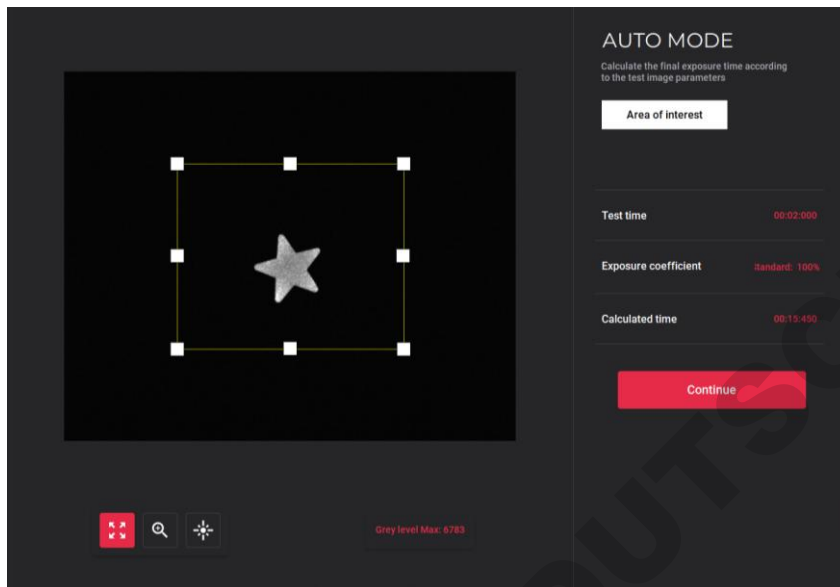 AUTO MODE
Calculate the final exposure time according
to the test image parameters
Area of interest
Test time 00:02:000
Exposure coefficient Standard: 100%
Calculated time 00:15:450
Continue
Grey level Max: 6783